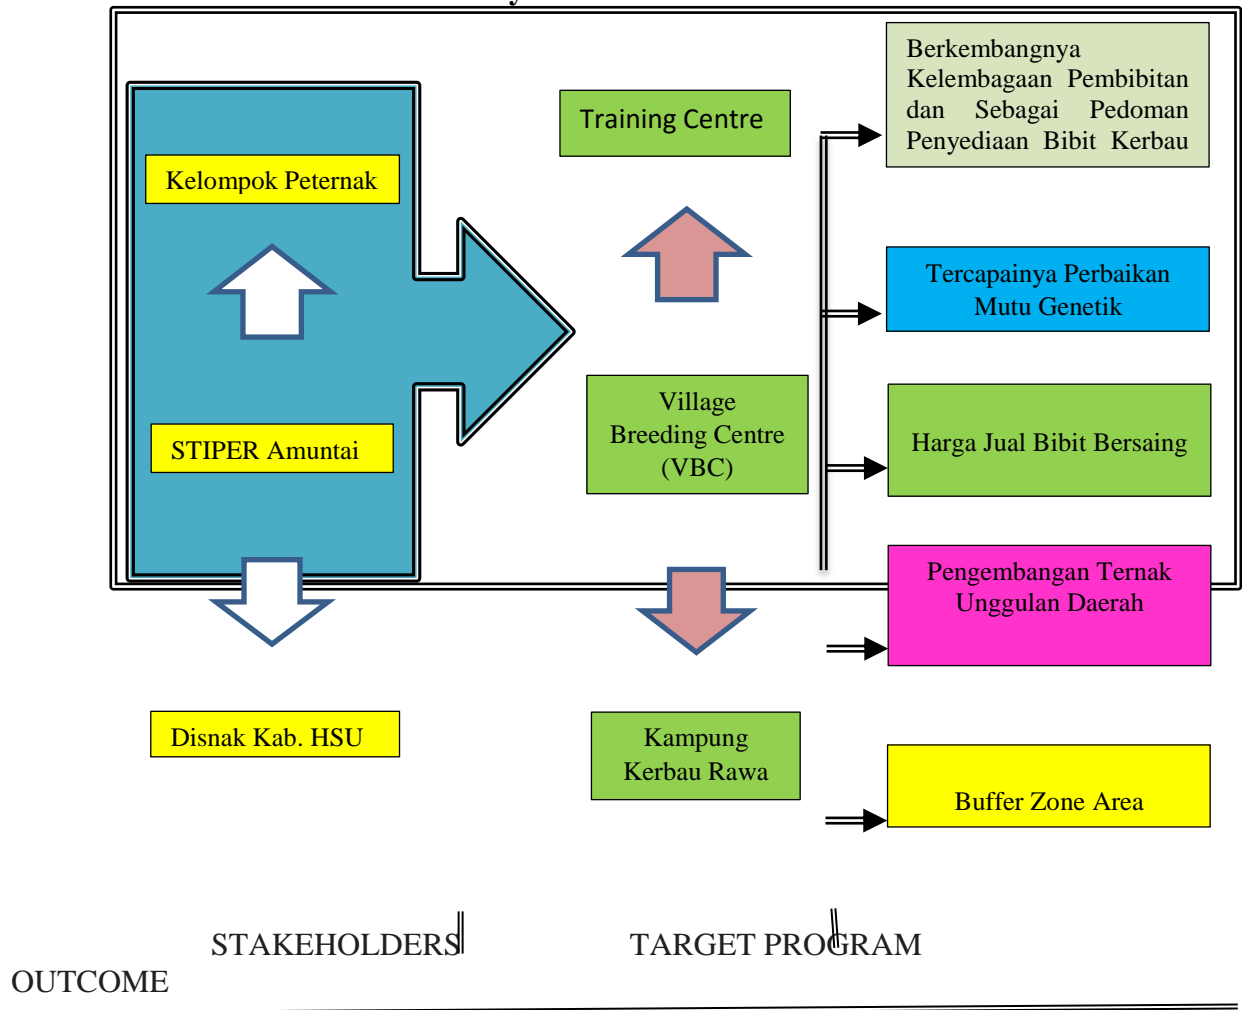 Berkembangnya
Kelembagaan Pembibitan
dan Sebagai Pedoman
Penyediaan Bibit Kerbau
Training Centre
Kelompok Peternak
Tercapainya Perbaikan
Mutu Genetik
Village
Breeding Centre
(VBC)
STIPER Amuntai
Harga Jual Bibit Bersaing
Pengembangan Ternak
Unggulan Daerah
Disnak Kab. HSU
Kampung
Kerbau Rawa
Buffer Zone Area
STAKEHOLDERS
TARGET PROGRAM
OUTCOME